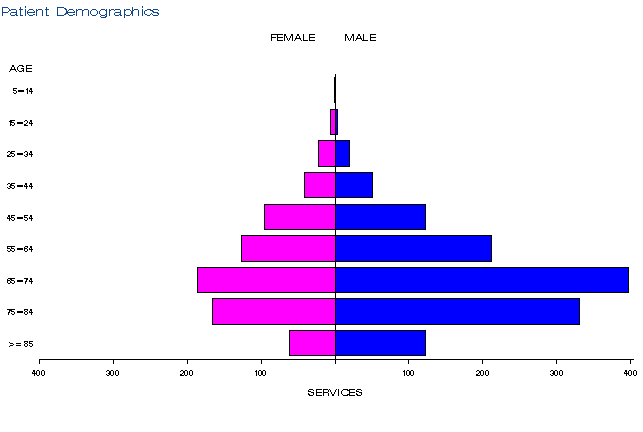 Patient Demographics
FEMALE MALE
AGE
5-14
15-24
25-34
35-44
45-54
55-64
65-74
75-84
>=85
400 300 200 100 100 200 300 400
SERVICES